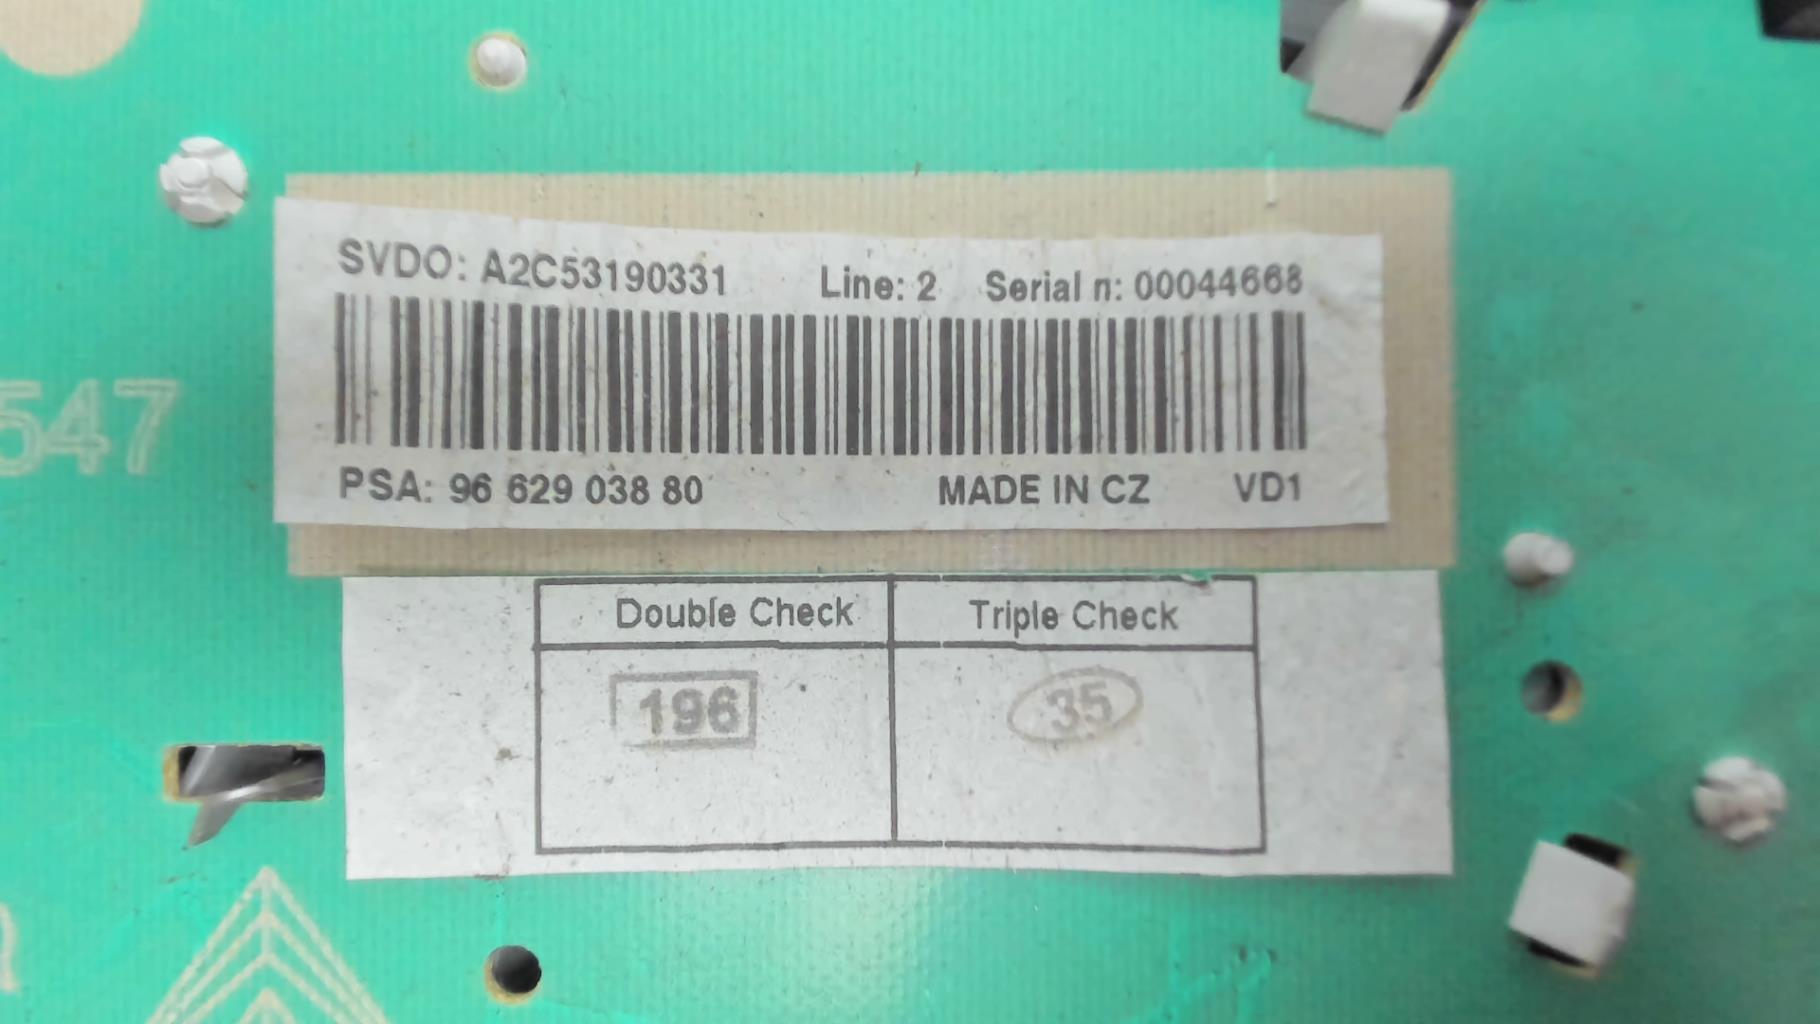 SVDO: A2C53190331 Line: 2 Serial n: 00044668
547
PSA: 96 629 038 80 MADE IN CZ VD1
Double Check Triple Check
196 35